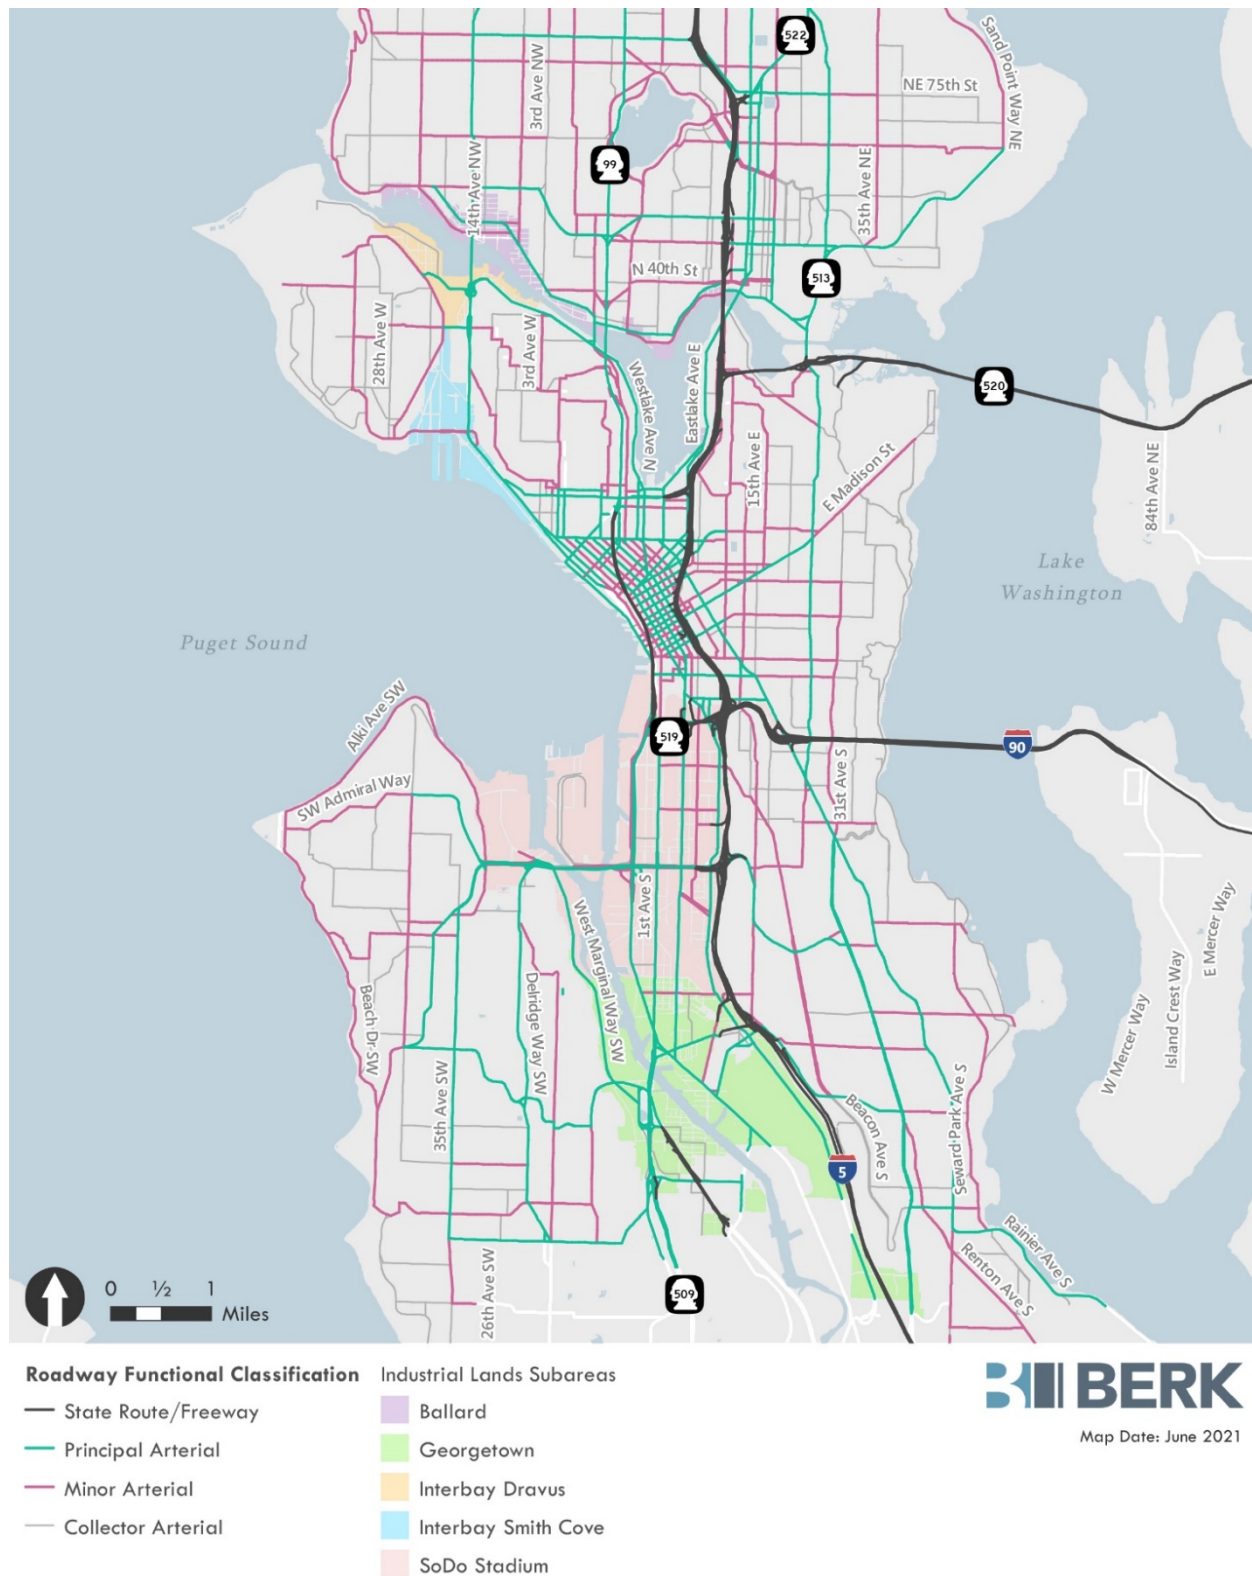 522
Sand Point Way NE
NE 75th St
3rd Ave NW
99
14th Ave NW
35th Ave NE
N 40th St
513
28th Ave W
3rd Ave W
Westlake Ave N
Eastlake Ave E
520
15th Ave E
E Madison St
84th Ave NE
Lake
Washington
Puget Sound
Alki Ave SW
519
90
SW Admiral Way
31st Ave S
1st Ave S
West Marginal Way SW
E Mercer Way
Island Crest Way
W Mercer Way
Beach Dr SW
Delridge Way SW
35th Ave SW
Beacon Ave S
Seward Park Ave S
5
Rainier Ave S
Renton Ave S
26th Ave SW
509
0 ½ 1
Miles
Roadway Functional Classification
State Route/Freeway
Principal Arterial
Minor Arterial
Collector Arterial
Industrial Lands Subareas
Ballard
Georgetown
Interbay Dravus
Interbay Smith Cove
SoDo Stadium
BERK
Map Date: June 2021